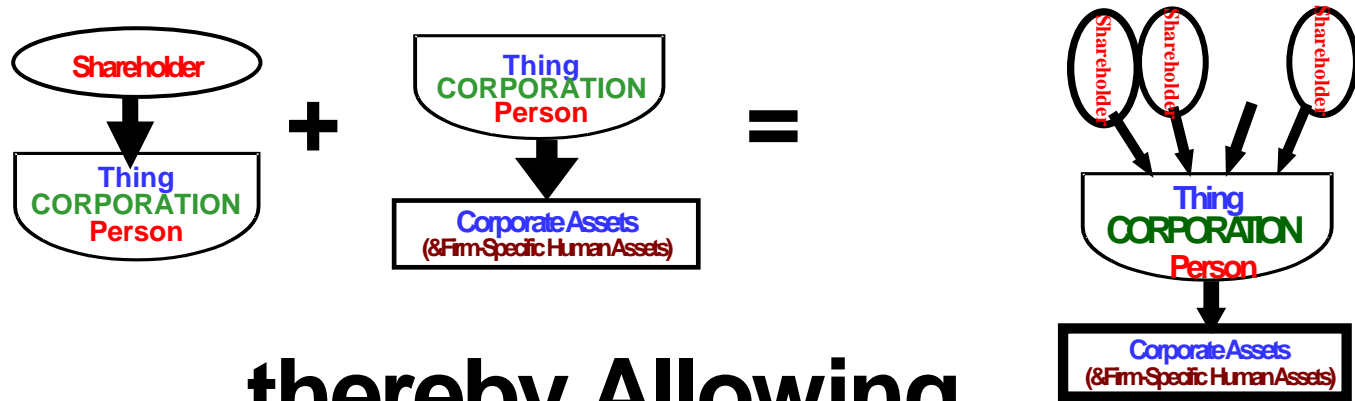 Shareholder
Thing
CORPORATION
Person
+
Thing
CORPORATION
Person
Corporate Assets
(&Firm-Specific Human Assets)
=
Shareholder
Shareholder
Shareholder
Thing
CORPORATION
Person
Corporate Assets
(&Firm-Specific Human Assets)
thereby Allowing